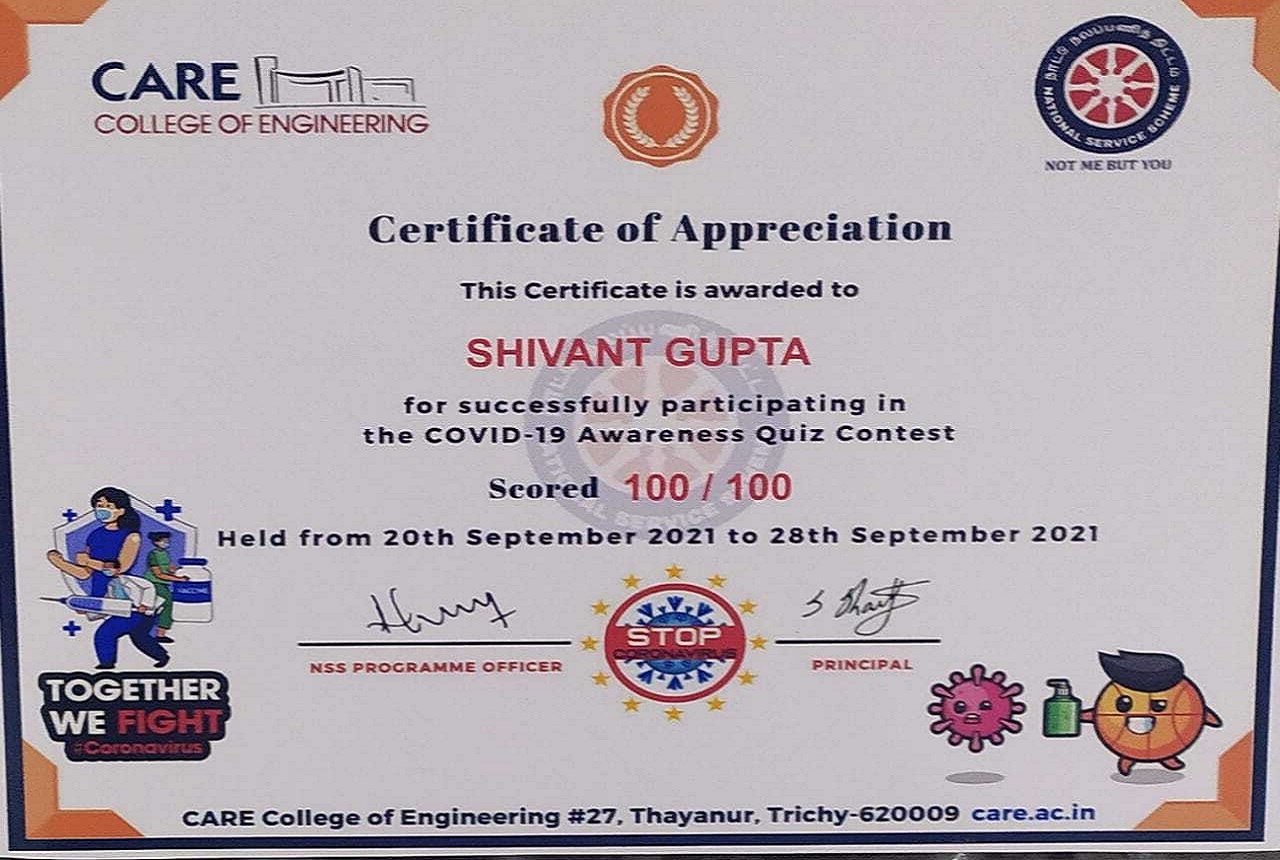 CARE
COLLEGE OF ENGINEERING
நாட்டு நலப்பணித் திட்டம்
NATIONAL SERVICE SCHEME
NOT ME BUT YOU
Certificate of Appreciation
This Certificate is awarded to
SHIVANT GUPTA
for successfully participating in
the COVID-19 Awareness Quiz Contest
Scored 100 / 100
Held from 20th September 2021 to 28th September 2021
VACCINE
NSS PROGRAMME OFFICER
STOP
CORONAVIRUS
PRINCIPAL
TOGETHER
WE FIGHT
#Coronavirus
CARE College of Engineering #27, Thayanur, Trichy-620009 care.ac.in